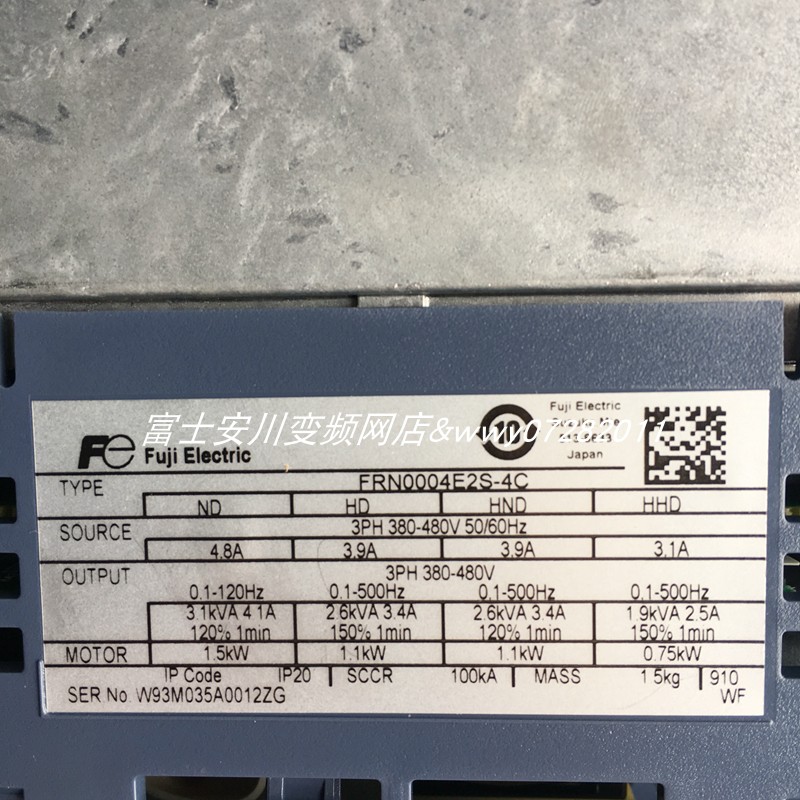 富士安川变频网店&wwy07282011
Fe Fuji Electric
Fuji Electric
Japan
TYPE FRN0004E2S-4C
ND HD HND HHD
SOURCE 3PH 380-480V 50/60Hz
4.8A 3.9A 3.9A 3.1A
OUTPUT 3PH 380-480V
0.1-120Hz 0.1-500Hz 0.1-500Hz 0.1-500Hz
3.1kVA 4.1A 2.6kVA 3.4A 2.6kVA 3.4A 1.9kVA 2.5A
120% 1min 150% 1min 120% 1min 150% 1min
MOTOR 1.5kW 1.1kW 1.1kW 0.75kW
IP Code IP20 SCCR 100kA MASS 1.5kg 910
SER No. W93M035A0012ZG WF